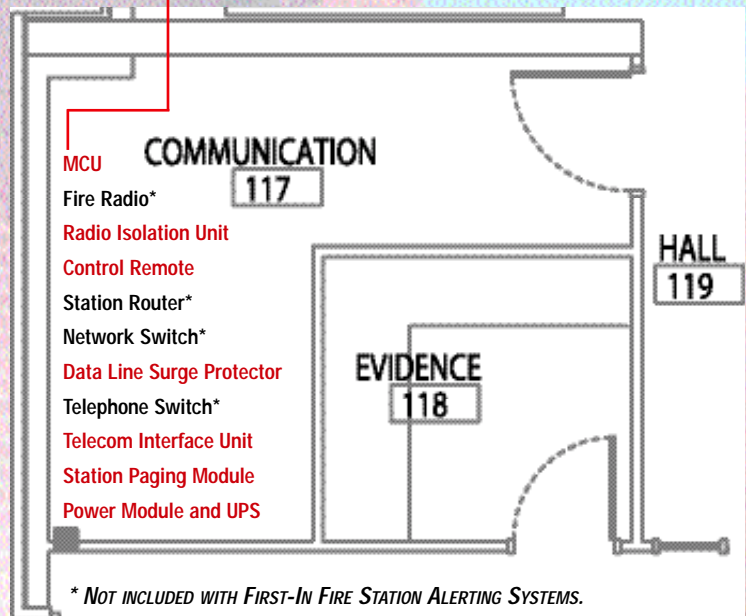 COMMUNICATION
117
MCU
Fire Radio*
Radio Isolation Unit
Control Remote
Station Router*
Network Switch*
Data Line Surge Protector
Telephone Switch*
Telecom Interface Unit
Station Paging Module
Power Module and UPS
HALL
119
EVIDENCE
118
* NOT INCLUDED WITH FIRST-IN FIRE STATION ALERTING SYSTEMS.